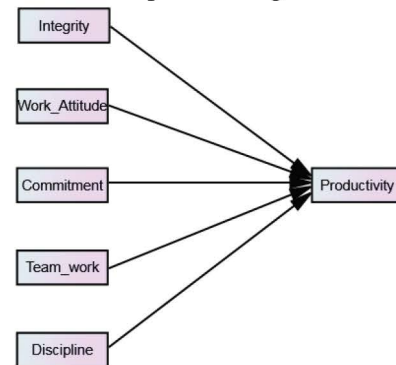 Integrity
Work_Attitude
Commitment
Productivity
Team_work
Discipline